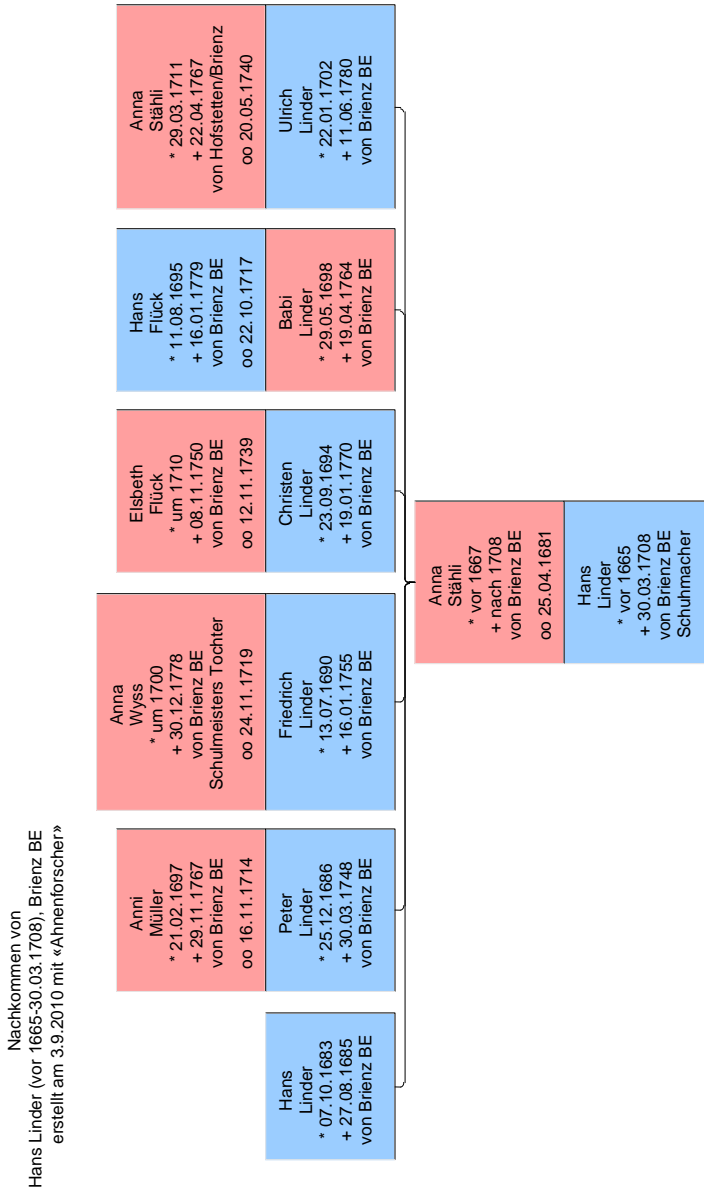 Nachkommen von
Hans Linder (vor 1665-30.03.1708), Brienz BE
erstellt am 3.9.2010 mit «Ahnenforscher»
Hans
Linder
* 07.10.1683
+ 27.08.1685
von Brienz BE
Anni
Müller
* 21.02.1697
+ 29.11.1767
von Brienz BE
oo 16.11.1714
Peter
Linder
* 25.12.1686
+ 30.03.1748
von Brienz BE
Anna
Wyss
* um 1700
+ 30.12.1778
von Brienz BE
Schulmeisters Tochter
oo 24.11.1719
Friedrich
Linder
* 13.07.1690
+ 16.01.1755
von Brienz BE
Elsbeth
Flück
* um 1710
+ 08.11.1750
von Brienz BE
oo 12.11.1739
Christen
Linder
* 23.09.1694
+ 19.01.1770
von Brienz BE
Hans
Flück
* 11.08.1695
+ 16.01.1779
von Brienz BE
oo 22.10.1717
Babi
Linder
* 29.05.1698
+ 19.04.1764
von Brienz BE
Anna
Stähli
* 29.03.1711
+ 22.04.1767
von Hofstetten/Brienz
oo 20.05.1740
Ulrich
Linder
* 22.01.1702
+ 11.06.1780
von Brienz BE
Anna
Stähli
* vor 1667
+ nach 1708
von Brienz BE
oo 25.04.1681
Hans
Linder
* vor 1665
+ 30.03.1708
von Brienz BE
Schuhmacher